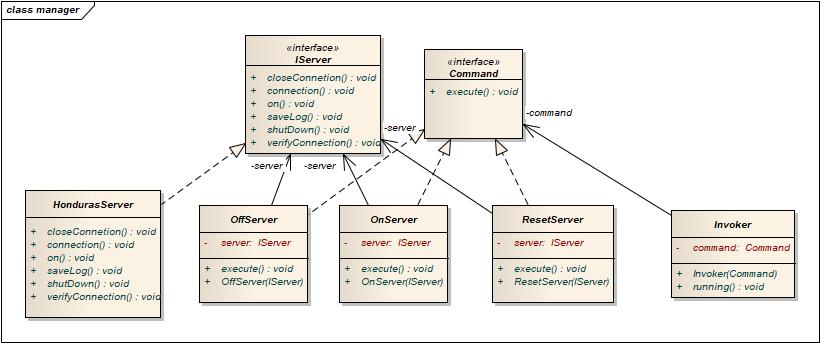 class manager
«interface»
IServer
+ closeConnetion() : void
+ connection() : void
+ on() : void
+ saveLog() : void
+ shutDown() : void
+ verifyConnection() : void
«interface»
Command
+ execute() : void
-server
-command
-server
-server
HondurasServer
+ closeConnetion() : void
+ connection() : void
+ on() : void
+ saveLog() : void
+ shutDown() : void
+ verifyConnection() : void
OffServer
- server: IServer
+ execute() : void
+ OffServer(IServer)
OnServer
- server: IServer
+ execute() : void
+ OnServer(IServer)
ResetServer
- server: IServer
+ execute() : void
+ ResetServer(IServer)
Invoker
- command: Command
+ Invoker(Command)
+ running() : void